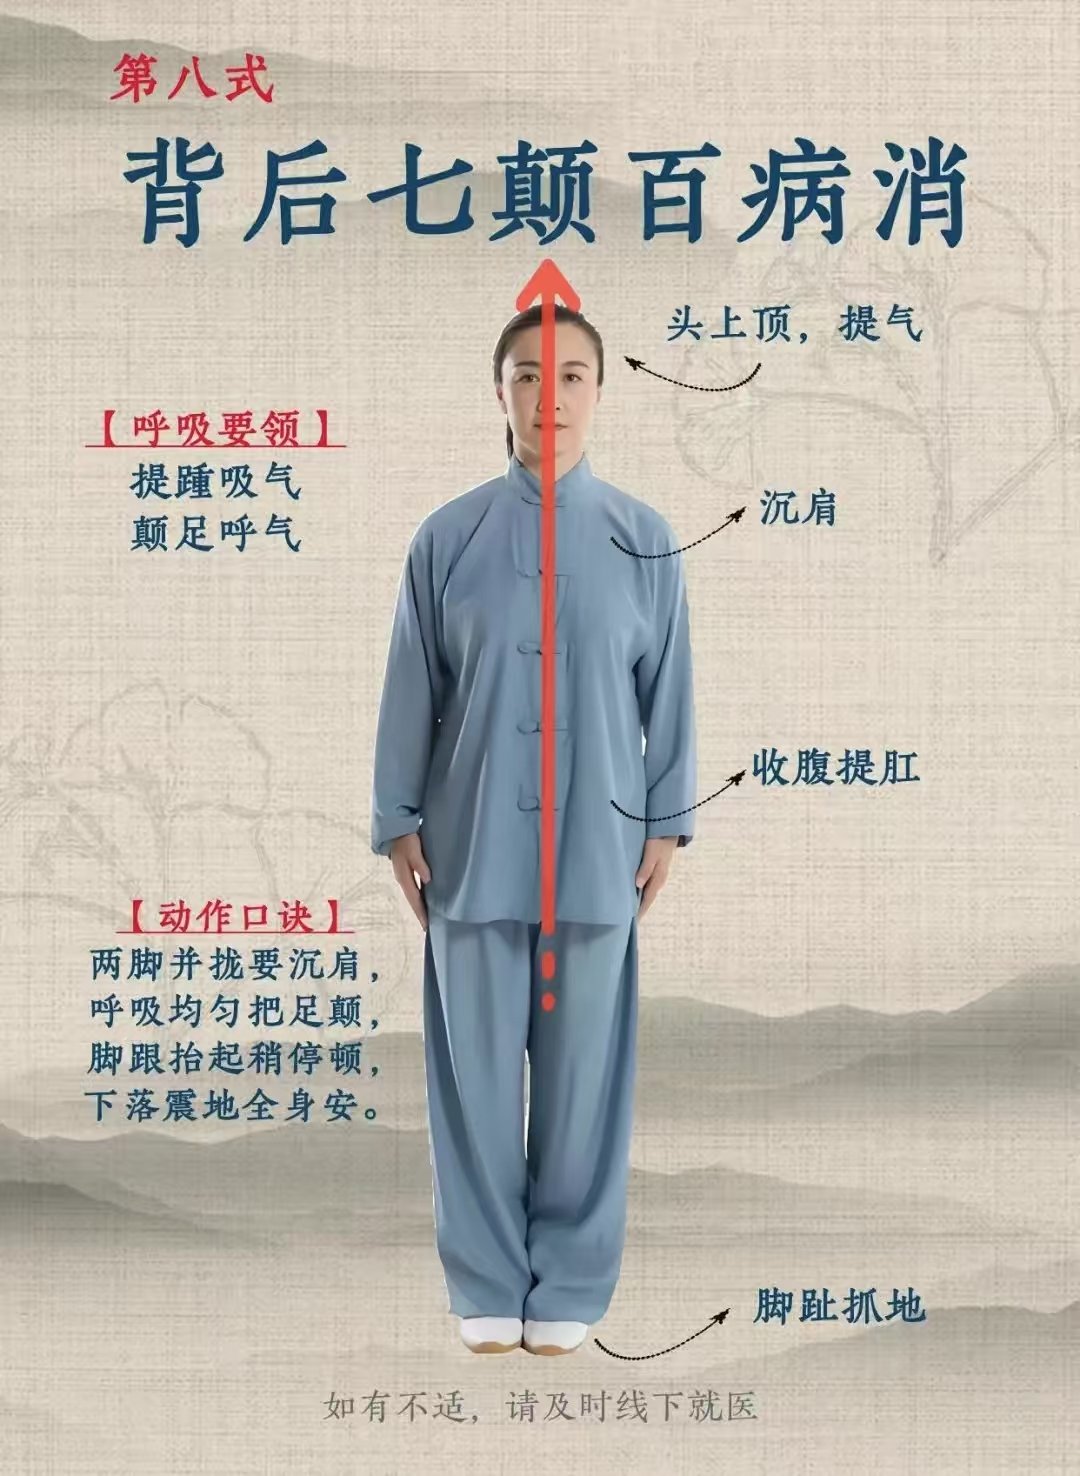 第八式
背后七颠百病消
头上顶，提气
【呼吸要领】
提踵吸气
颠足呼气
沉肩
收腹提肛
【动作口诀】
两脚并拢要沉肩，
呼吸均匀把足颠，
脚跟抬起稍停顿，
下落震地全身安。
脚趾抓地
如有不适，请及时线下就医